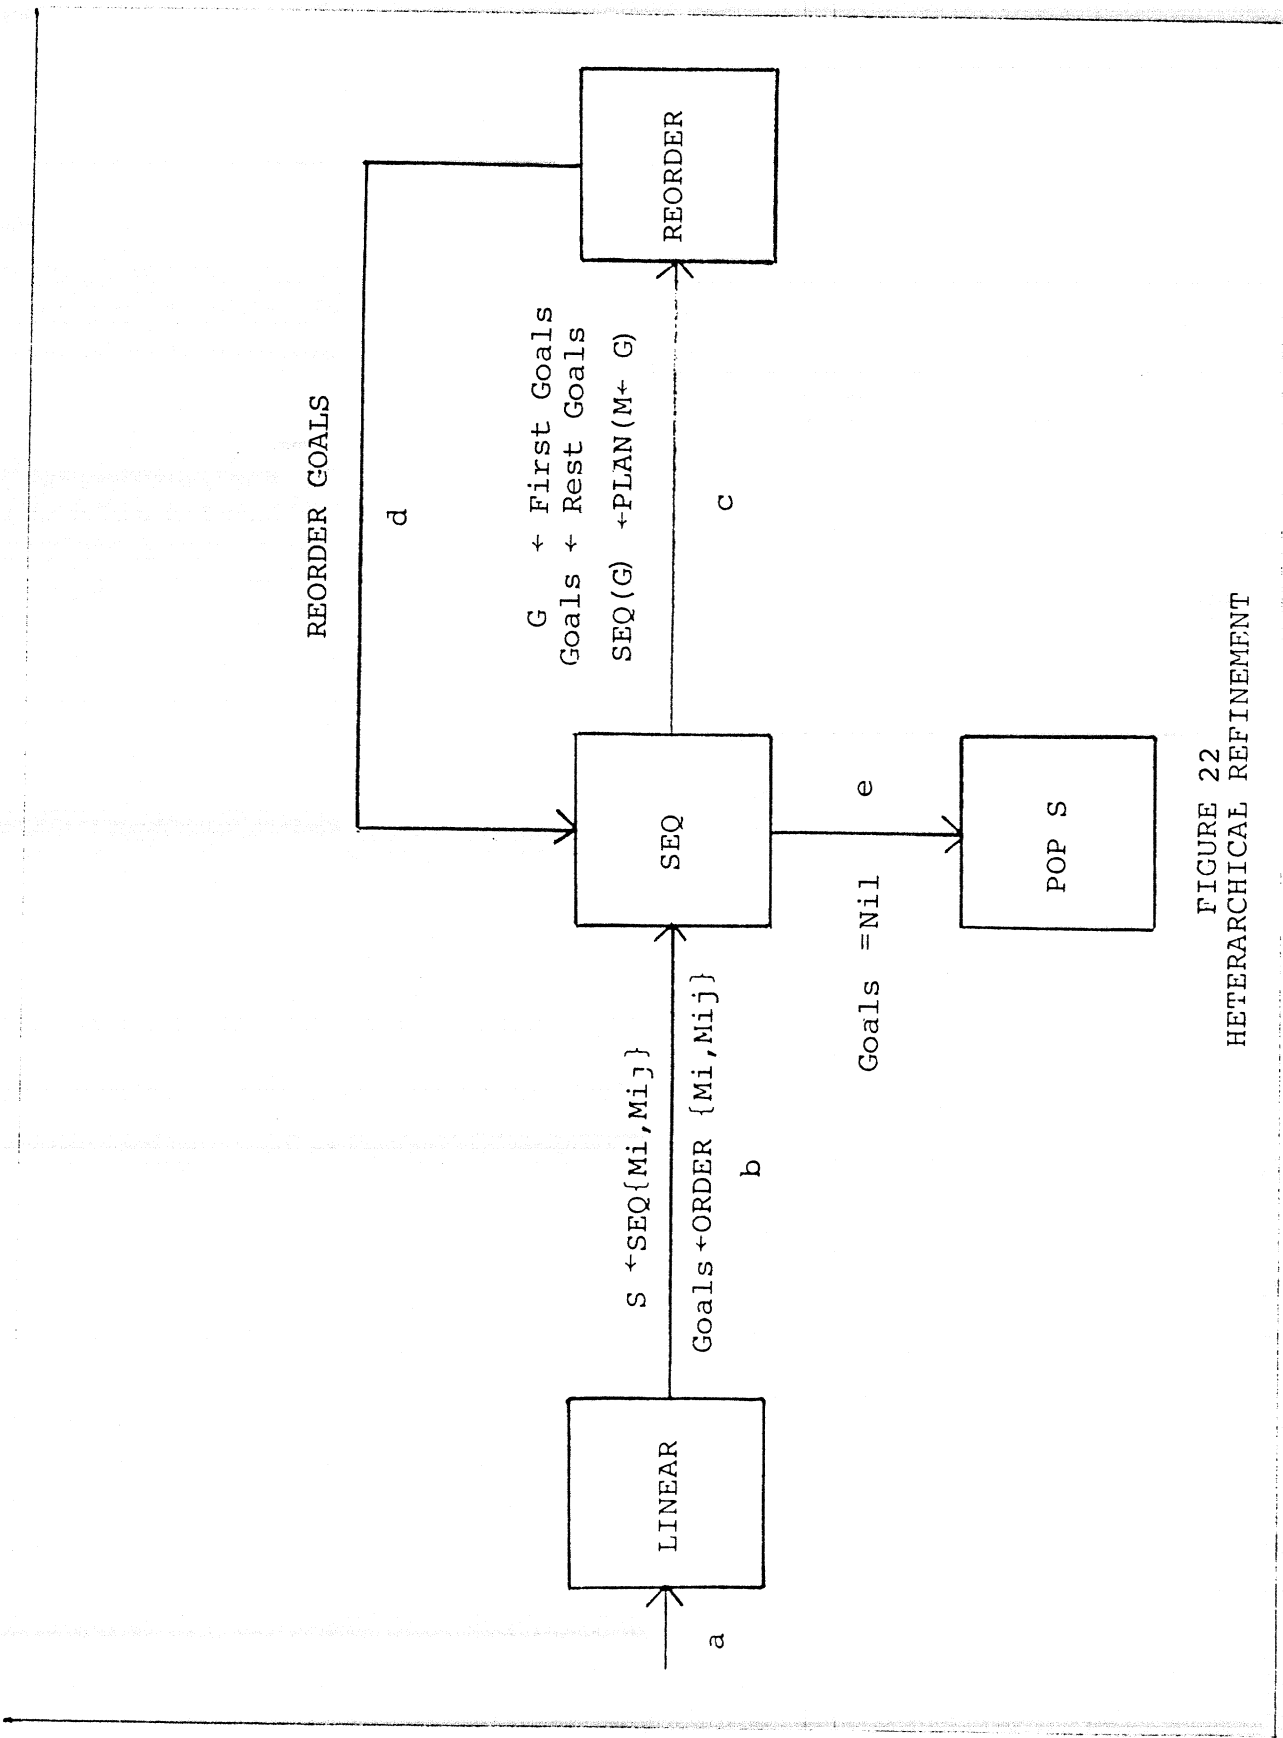 REORDER GOALS
d
G ← First Goals
Goals ← Rest Goals
SEQ(G) ←PLAN(M← G)
REORDER
c
S ←SEQ{Mi,Mij}
Goals←ORDER {Mi,Mij}
b
LINEAR
a
SEQ
Goals =Nil
e
POP S
FIGURE 22
HETERARCHICAL REFINEMENT